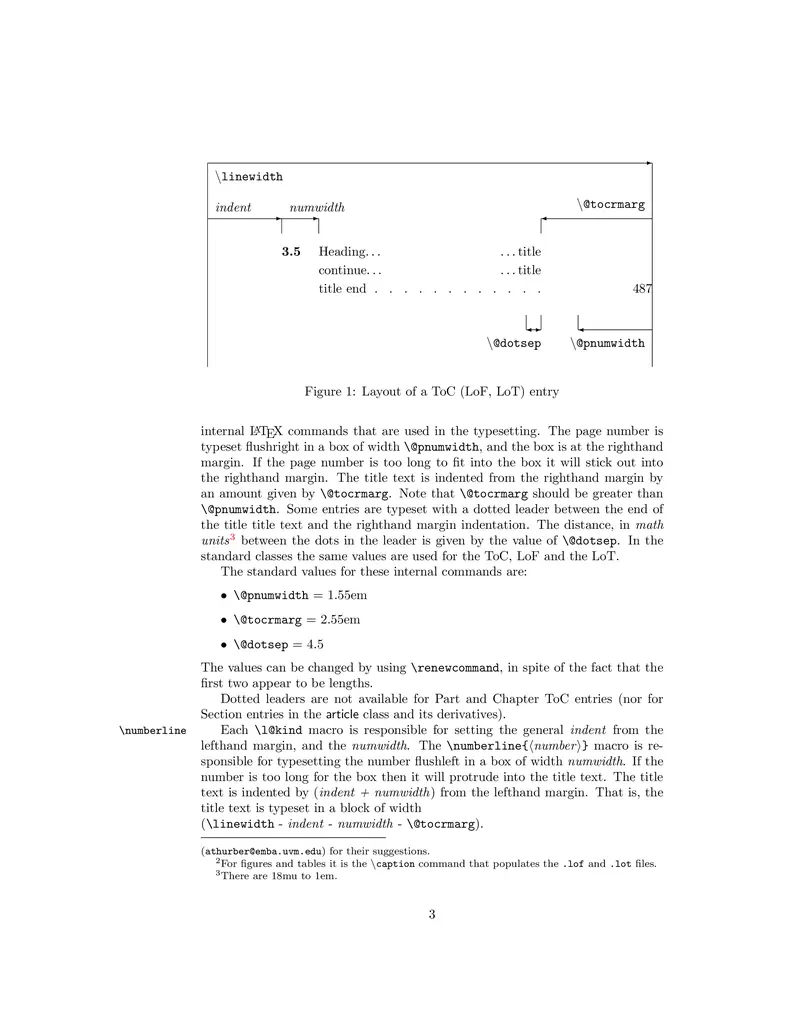 \linewidth
indent numwidth \@tocrmarg
3.5 Heading. . . . . . title
continue. . . . . . title
title end . . . . . . . . . . . . 487
\@dotsep \@pnumwidth
Figure 1: Layout of a ToC (LoF, LoT) entry
internal LATEX commands that are used in the typesetting. The page number is
typeset flushright in a box of width \@pnumwidth, and the box is at the righthand
margin. If the page number is too long to fit into the box it will stick out into
the righthand margin. The title text is indented from the righthand margin by
an amount given by \@tocrmarg. Note that \@tocrmarg should be greater than
\@pnumwidth. Some entries are typeset with a dotted leader between the end of
the title title text and the righthand margin indentation. The distance, in math
units3 between the dots in the leader is given by the value of \@dotsep. In the
standard classes the same values are used for the ToC, LoF and the LoT.
The standard values for these internal commands are:
• \@pnumwidth = 1.55em
• \@tocrmarg = 2.55em
• \@dotsep = 4.5
The values can be changed by using \renewcommand, in spite of the fact that the
first two appear to be lengths.
Dotted leaders are not available for Part and Chapter ToC entries (nor for
Section entries in the article class and its derivatives).
\numberline Each \l@kind macro is responsible for setting the general indent from the
lefthand margin, and the numwidth. The \numberline{⟨number⟩} macro is re-
sponsible for typesetting the number flushleft in a box of width numwidth. If the
number is too long for the box then it will protrude into the title text. The title
text is indented by (indent + numwidth) from the lefthand margin. That is, the
title text is typeset in a block of width
(\linewidth - indent - numwidth - \@tocrmarg).
(athurber@emba.uvm.edu) for their suggestions.
2For figures and tables it is the \caption command that populates the .lof and .lot files.
3There are 18mu to 1em.
3